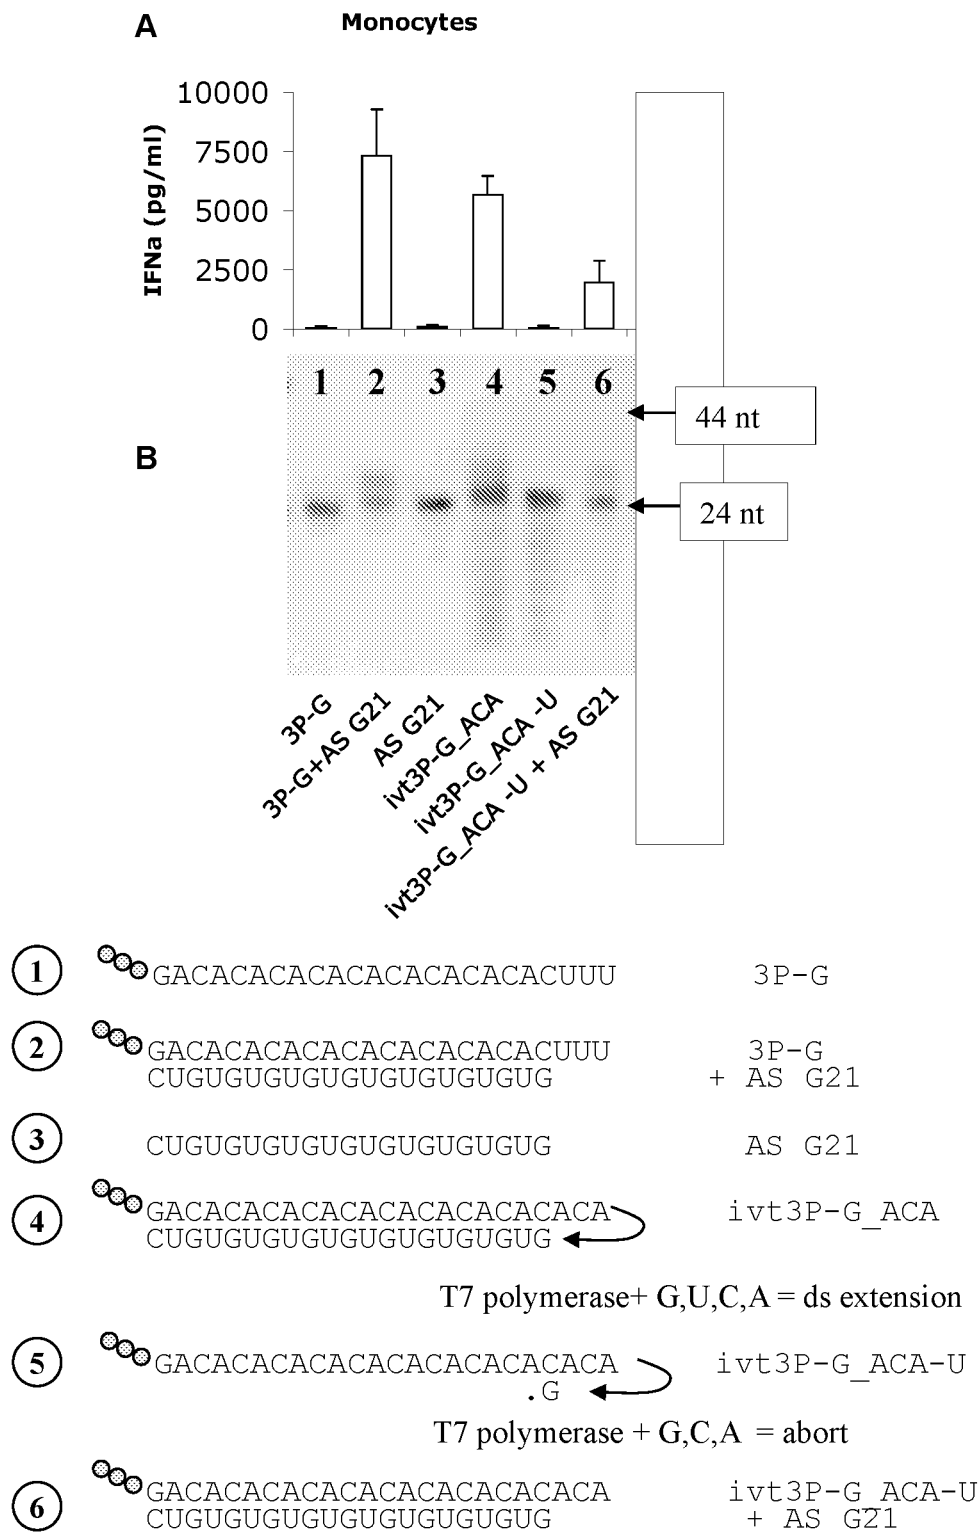 A
Monocytes
IFNa (pg/ml)
10000
7500
5000
2500
0
B
1 2 3 4 5 6
44 nt
24 nt
3P-G
3P-G+AS G21
AS G21
ivt3P-G_ACA
ivt3P-G_ACA -U
ivt3P-G_ACA -U + AS G21
1 GACACACACACACACACACACUUU 3P-G
2 GACACACACACACACACACACUUU 3P-G
CUGUGUGUGUGUGUGUGUGUG + AS G21
3 CUGUGUGUGUGUGUGUGUGUG AS G21
4 GACACACACACACACACACACACA ivt3P-G_ACA
CUGUGUGUGUGUGUGUGUGUG
T7 polymerase+ G,U,C,A = ds extension
5 GACACACACACACACACACACACA ivt3P-G_ACA-U
.G
T7 polymerase + G,C,A = abort
6 GACACACACACACACACACACACA ivt3P-G_ACA-U
CUGUGUGUGUGUGUGUGUGUG + AS G21